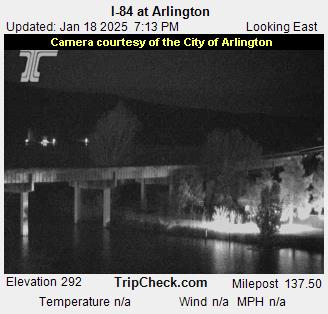 I-84 at Arlington
Updated: Jan 18 2025 7:13 PM Looking East
Camera courtesy of the City of Arlington
Elevation 292 TripCheck.com Milepost 137.50
Temperature n/a Wind n/a MPH n/a